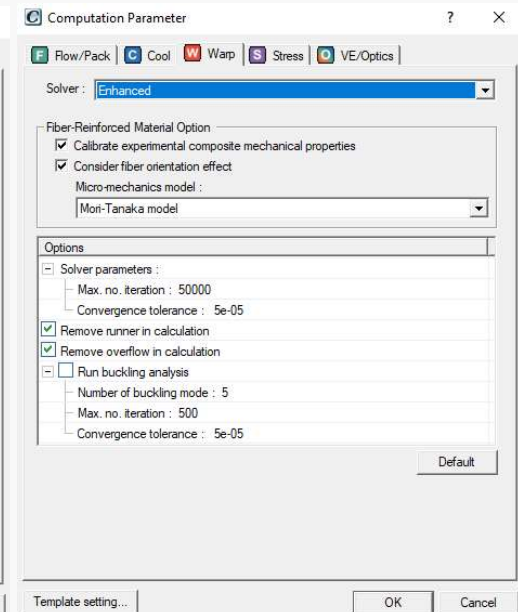 C Computation Parameter ? ×
F Flow/Pack C Cool W Warp S Stress O VE/Optics
Solver : Enhanced
Fiber-Reinforced Material Option
Calibrate experimental composite mechanical properties
Consider fiber orientation effect
Micro-mechanics model :
Mori-Tanaka model
Options
Solver parameters :
Max. no. iteration : 50000
Convergence tolerance : 5e-05
Remove runner in calculation
Remove overflow in calculation
Run buckling analysis
Number of buckling mode : 5
Max. no. iteration : 500
Convergence tolerance : 5e-05
Default
Template setting... OK Cancel